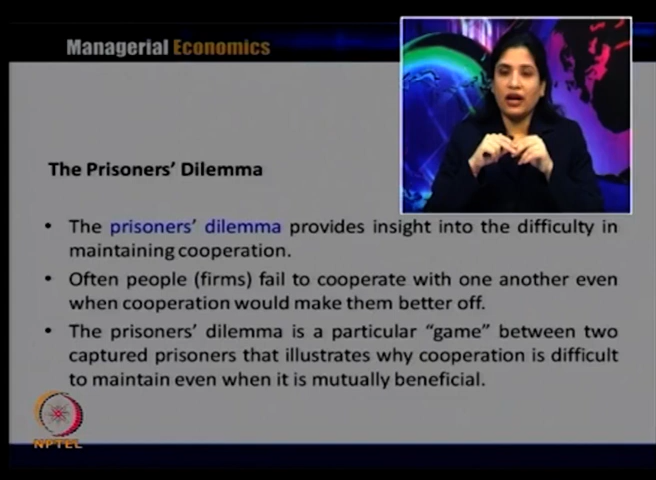 Managerial Economics
The Prisoners' Dilemma
• The prisoners' dilemma provides insight into the difficulty in
maintaining cooperation.
• Often people (firms) fail to cooperate with one another even
when cooperation would make them better off.
• The prisoners' dilemma is a particular "game" between two
captured prisoners that illustrates why cooperation is difficult
to maintain even when it is mutually beneficial.
NPTEL